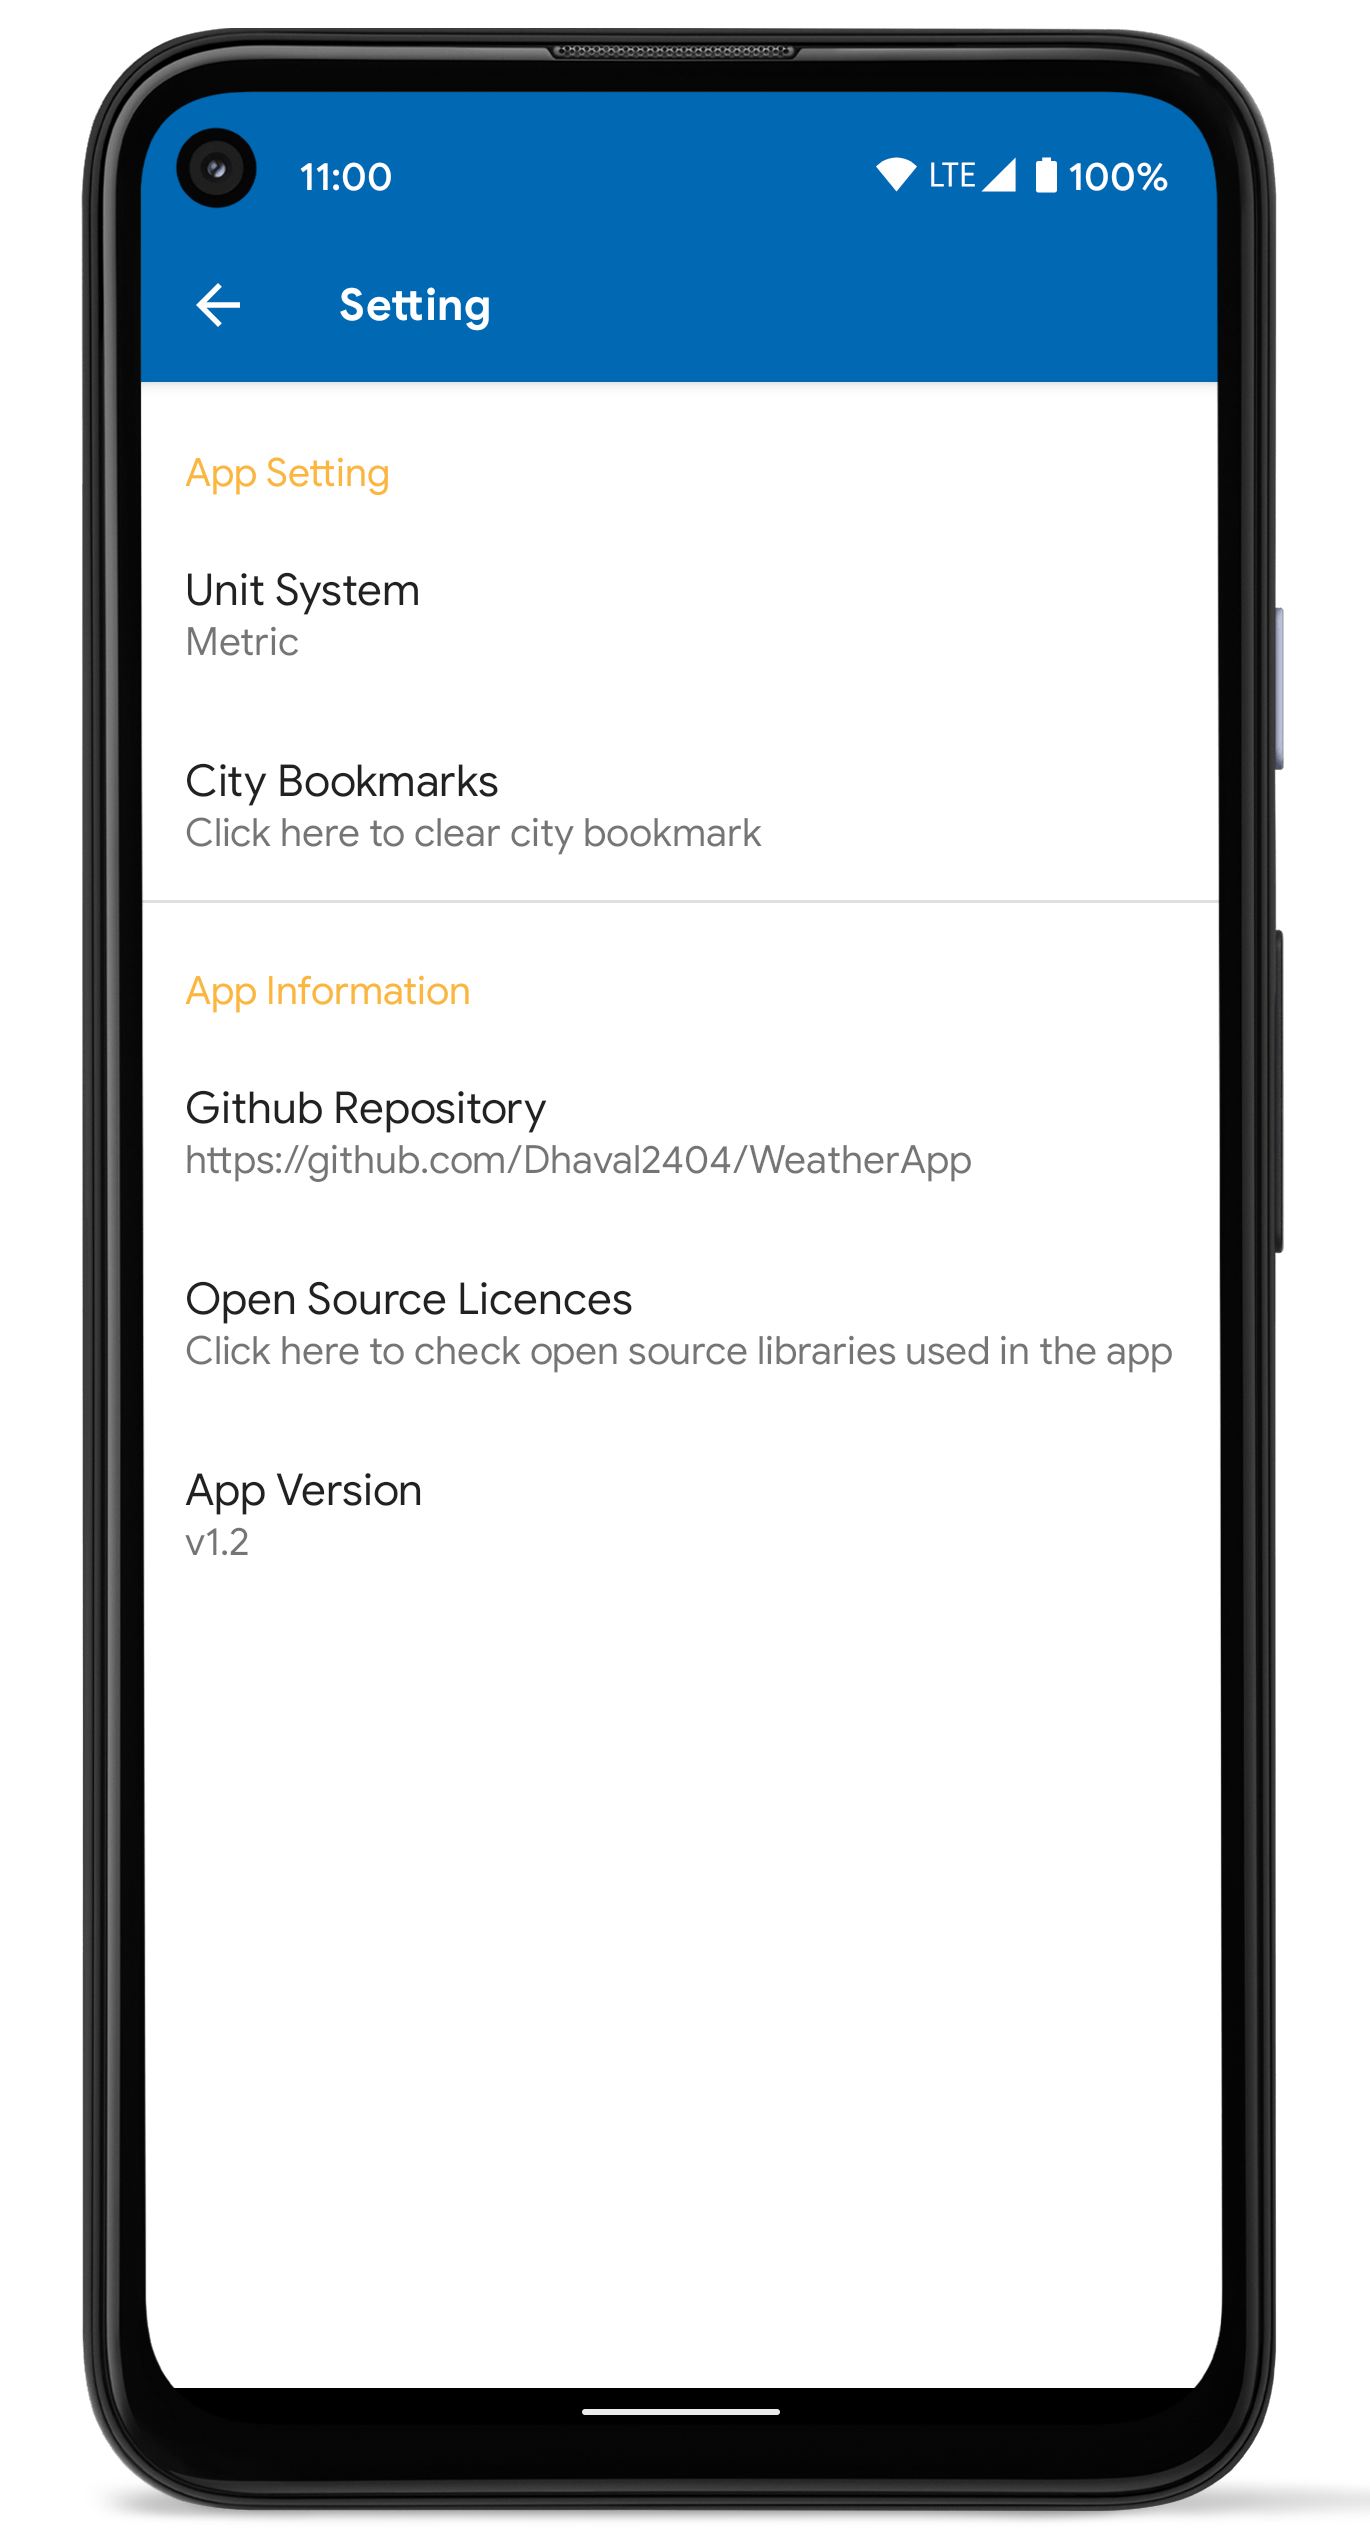 11:00 LTE 100%
Setting
App Setting
Unit System
Metric
City Bookmarks
Click here to clear city bookmark
App Information
Github Repository
https://github.com/Dhaval2404/WeatherApp
Open Source Licences
Click here to check open source libraries used in the app
App Version
v1.2